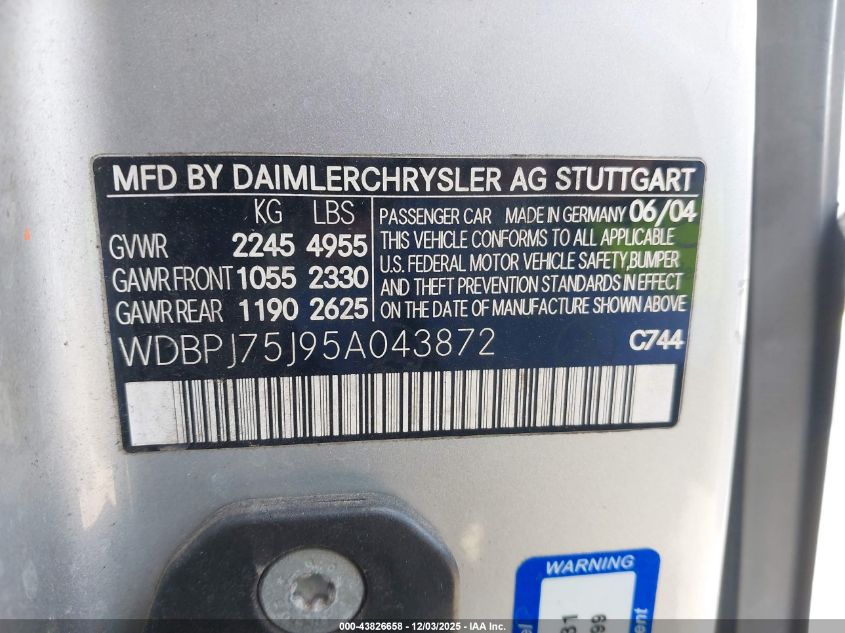 MFD BY DAIMLERCHRYSLER AG STUTTGART
KG LBS
GVWR 2245 4955
GAWR FRONT 1055 2330
GAWR REAR 1190 2625
PASSENGER CAR MADE IN GERMANY 06/04
THIS VEHICLE CONFORMS TO ALL APPLICABLE
U.S. FEDERAL MOTOR VEHICLE SAFETY,BUMPER
AND THEFT PREVENTION STANDARDS IN EFFECT
ON THE DATE OF MANUFACTURE SHOWN ABOVE
WDBPJ75J95A043872 C744
WARNING
000-43826658 - 12/03/2025 - IAA Inc.